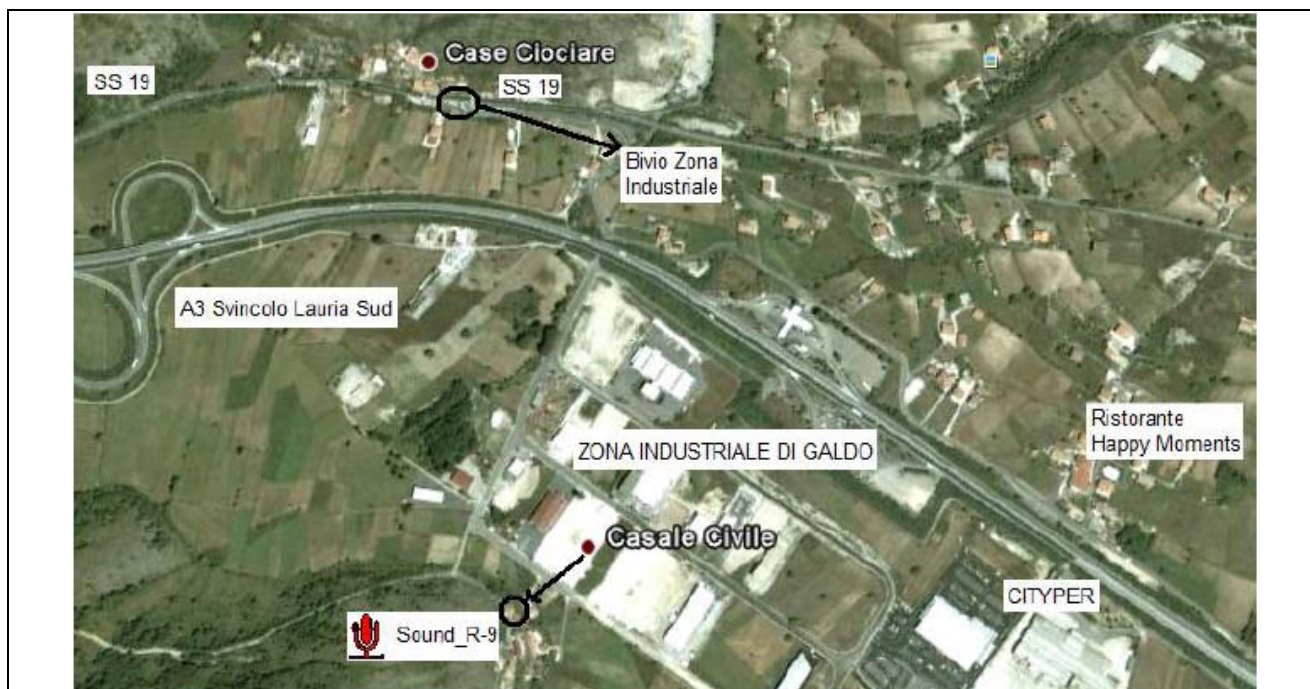 Case Ciociare
SS 19
SS 19
Bivio Zona
Industriale
A3 Svincolo Lauria Sud
Ristorante
Happy Moments
ZONA INDUSTRIALE DI GALDO
Casale Civile
CITYPER
Sound_R-9